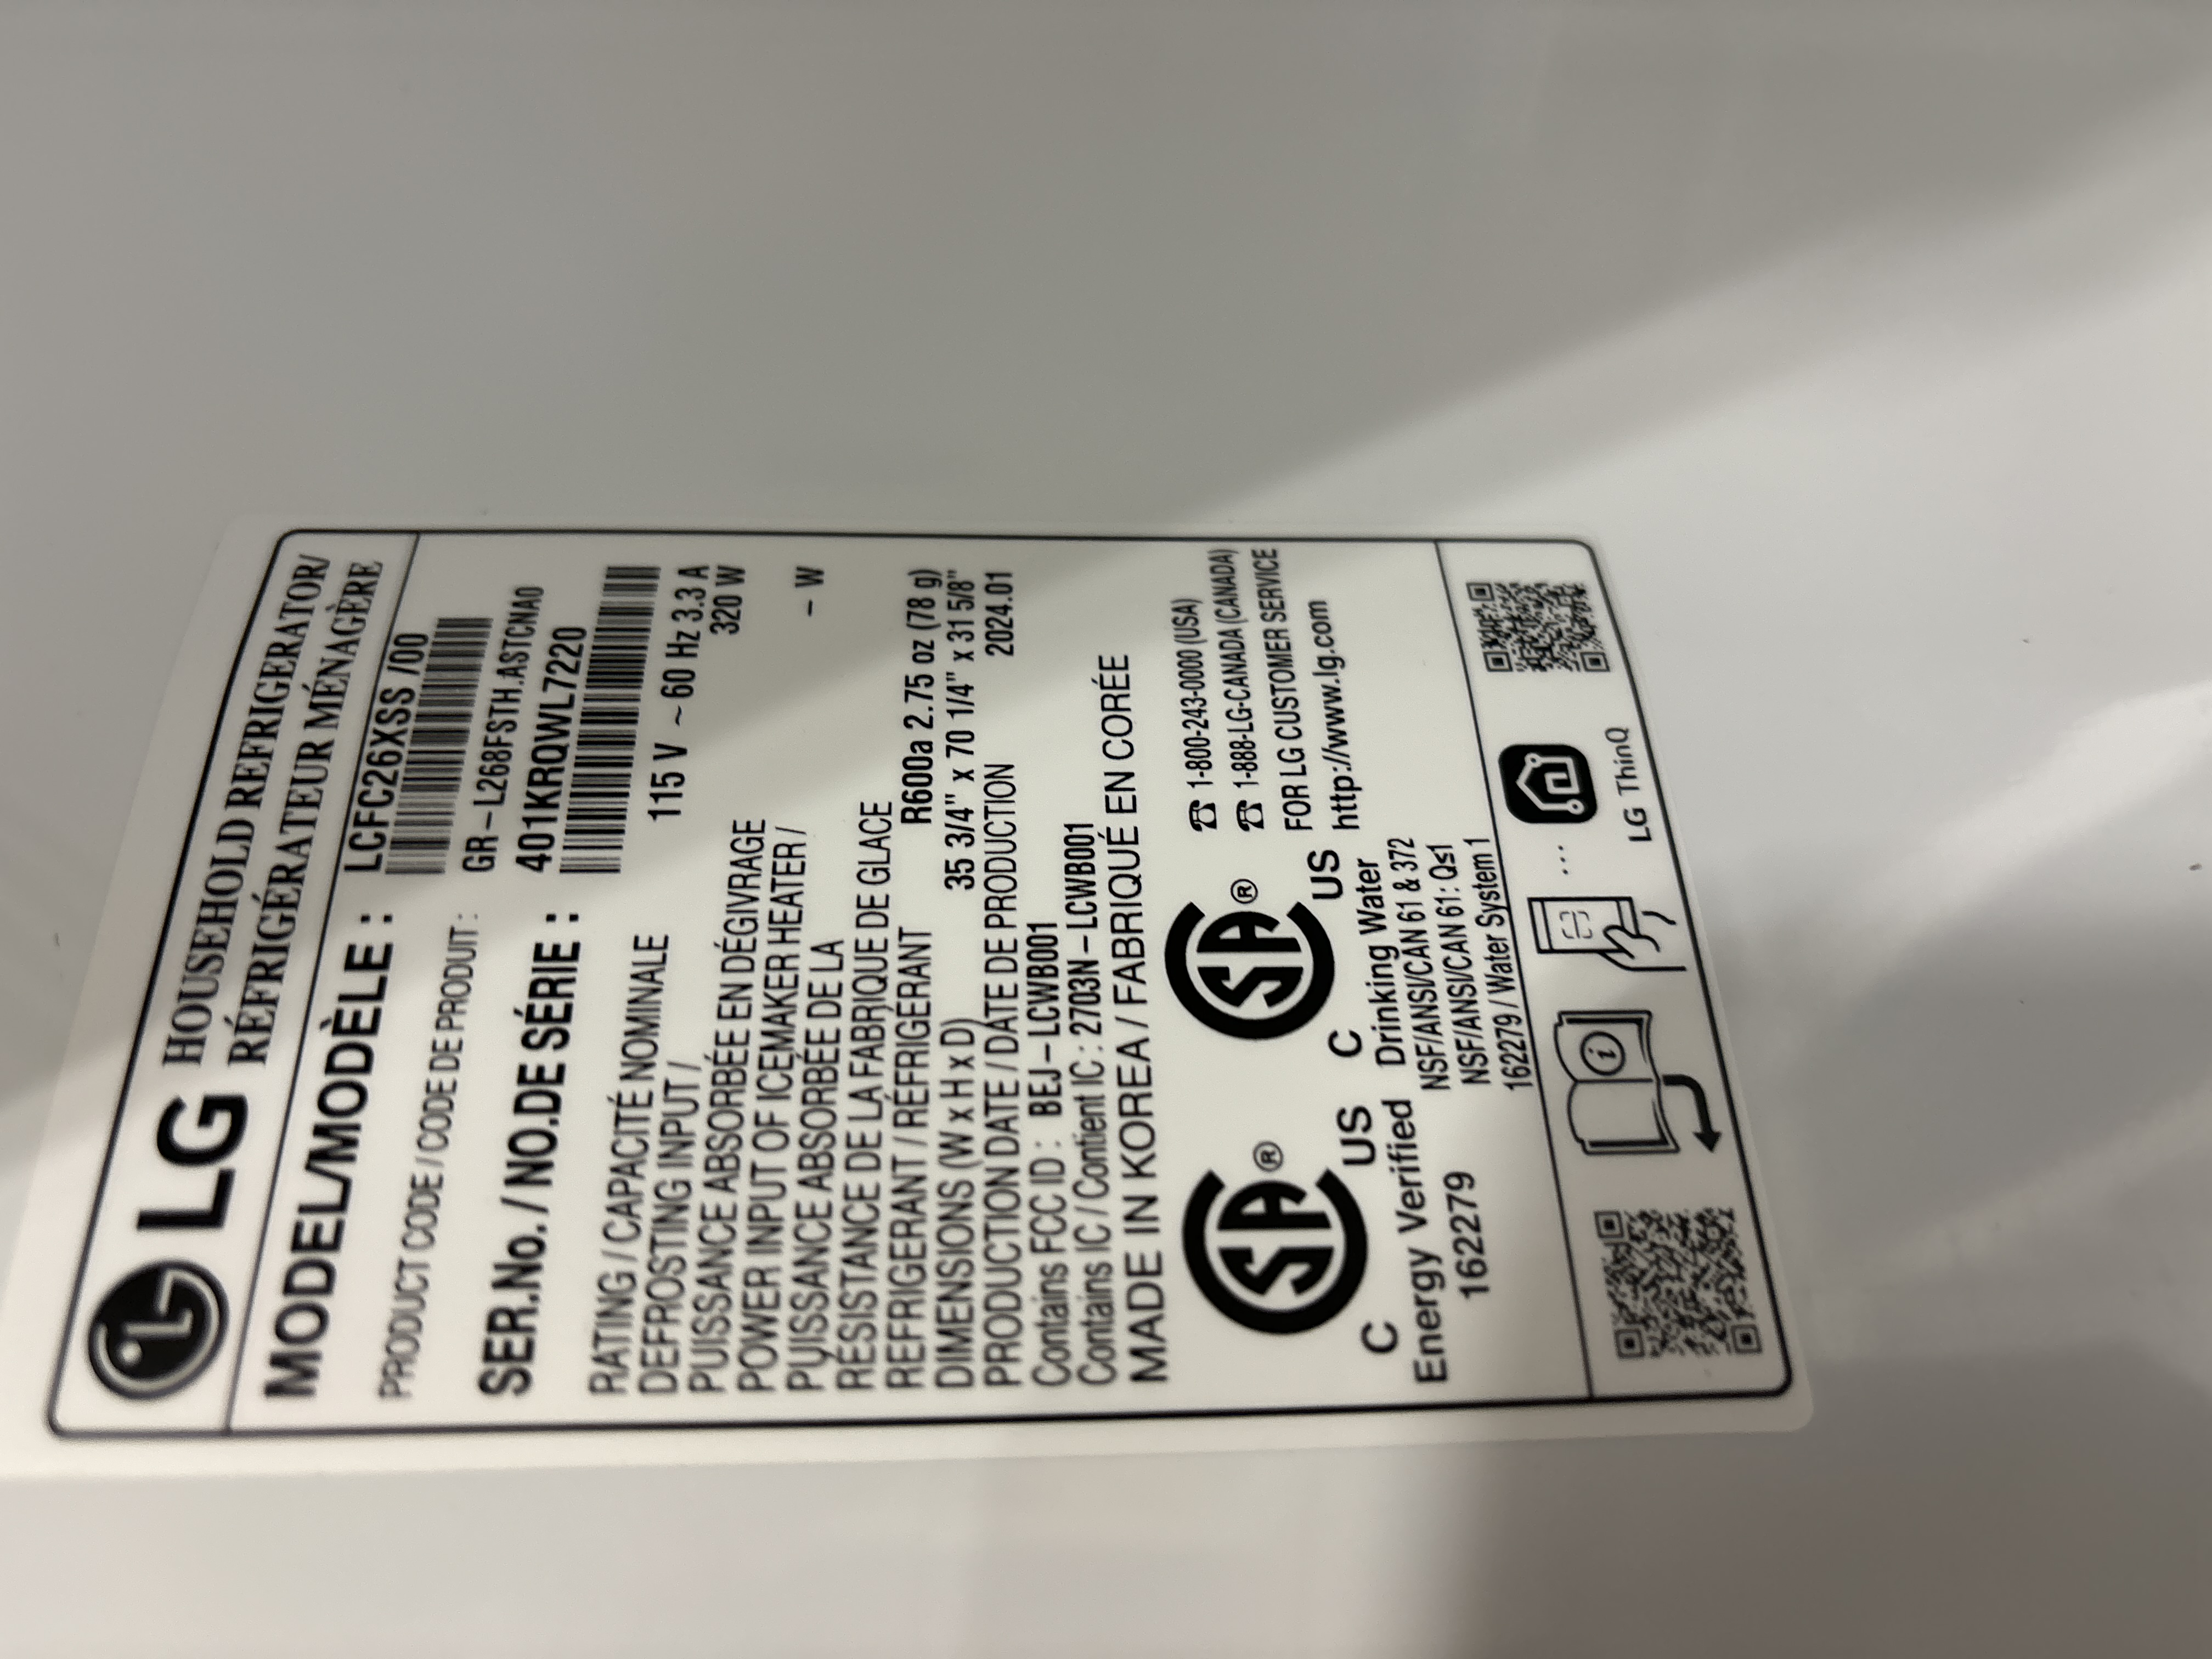 LG HOUSEHOLD REFRIGERATOR/
RÉFRIGÉRATEUR MÉNAGÈRE
MODEL/MODÈLE : LCFC26XSS /00
PRODUCT CODE / CODE DE PRODUIT : GR-L268FSTH.ASTCNA0
SER.No. / NO.DE SÉRIE : 401KRQWL7220
RATING / CAPACITÉ NOMINALE 115 V ~ 60 Hz 3.3 A
DEFROSTING INPUT / 320 W
PUISSANCE ABSORBÉE EN DÉGIVRAGE
POWER INPUT OF ICEMAKER HEATER / - W
PUISSANCE ABSORBÉE DE LA
RÉSISTANCE DE LA FABRIQUE DE GLACE
REFRIGERANT / RÉFRIGÉRANT R600a 2.75 oz (78 g)
DIMENSIONS (W x H x D) 35 3/4" x 70 1/4" x 31 5/8"
PRODUCTION DATE / DATE DE PRODUCTION 2024.01
Contains FCC ID : BEJ-LCWB001
Contains IC / Contient IC : 2703N-LCWB001
MADE IN KOREA / FABRIQUÉ EN CORÉE
CSA ®
C US
Energy Verified
162279
CSA ®
C US
Drinking Water
NSF/ANSI/CAN 61 & 372
NSF/ANSI/CAN 61: Q≤1
162279 / Water System 1
☎ 1-800-243-0000 (USA)
☎ 1-888-LG-CANADA (CANADA)
FOR LG CUSTOMER SERVICE
http://www.lg.com
i
...
LG ThinQ